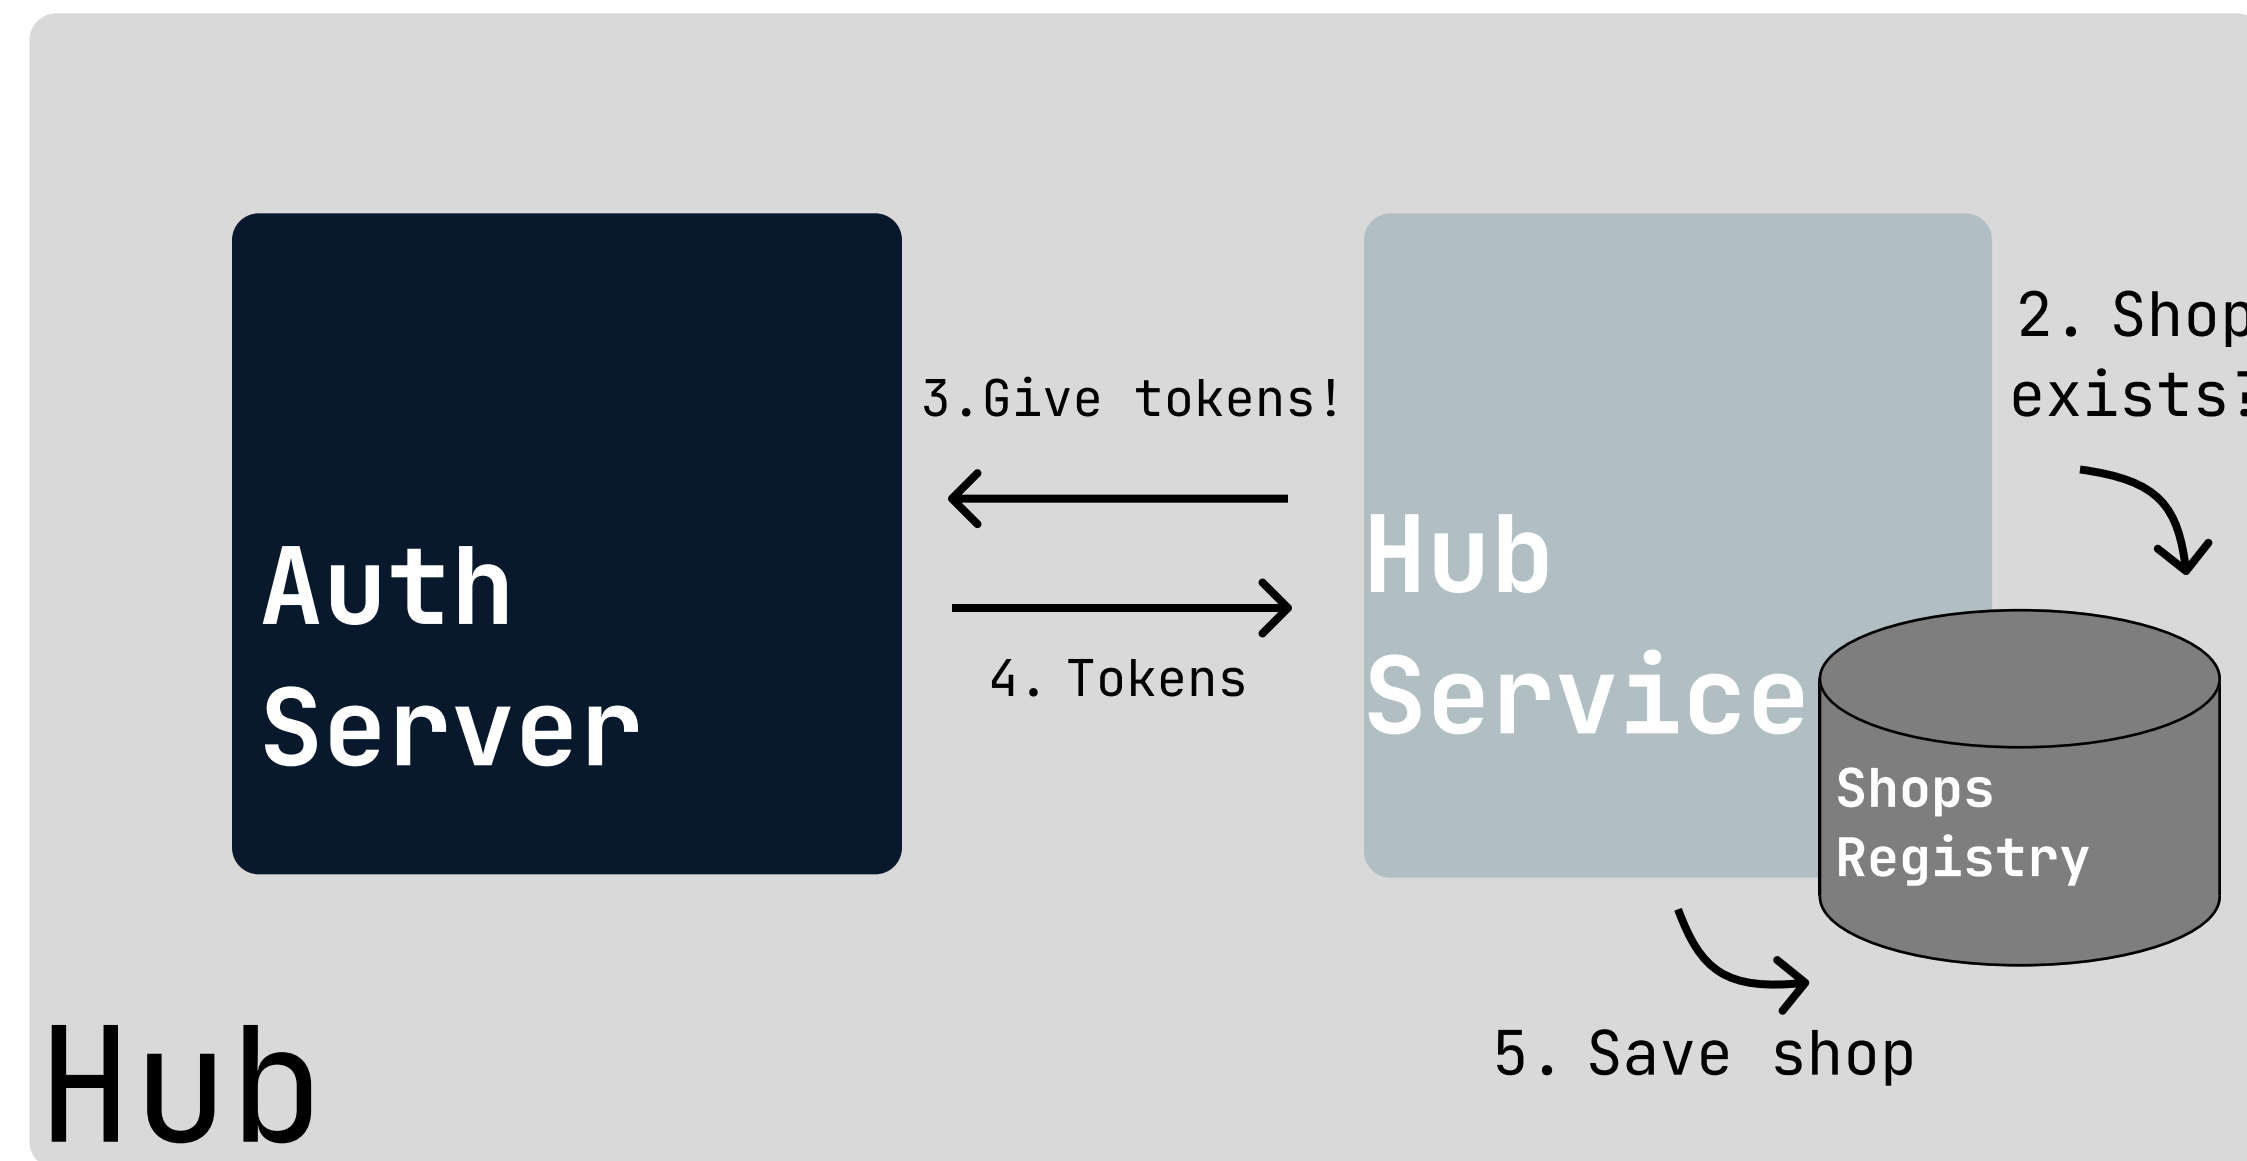 2. Shop
exists?
3.Give tokens!
Auth
Server
4. Tokens
Hub
Service
Shops
Registry
5. Save shop
Hub